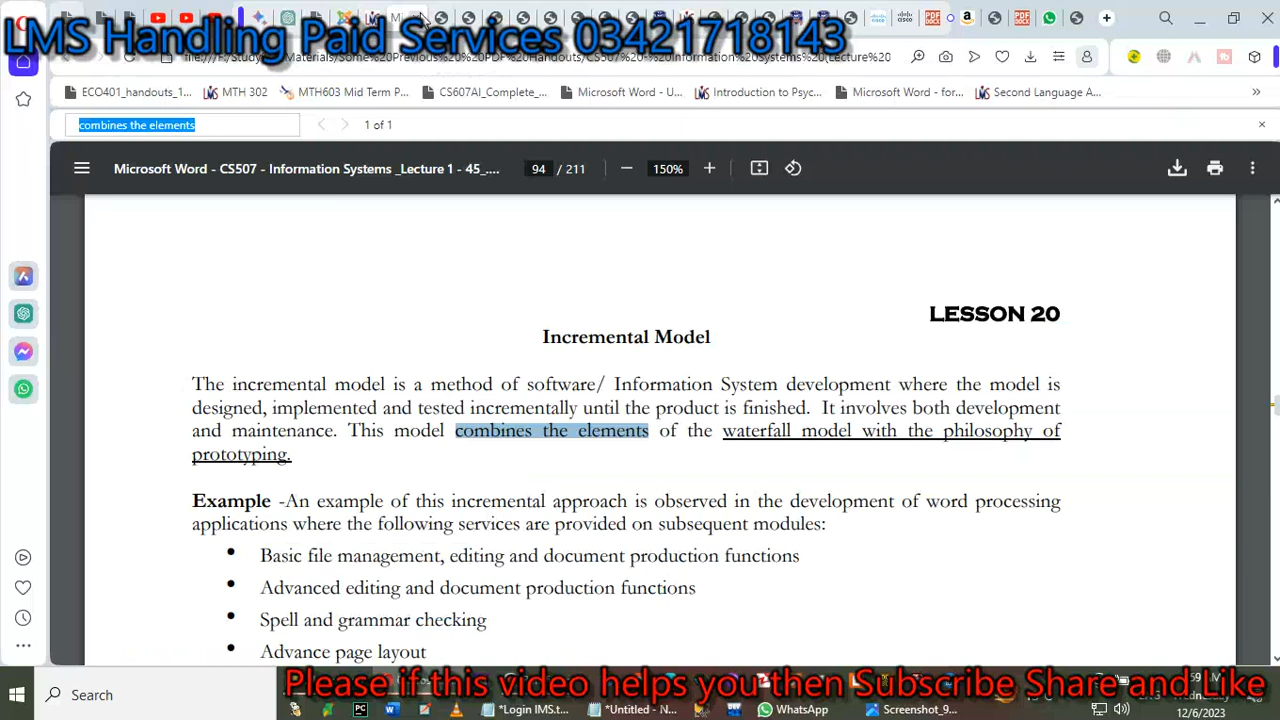 LMS Handling Paid Services 03421718143
ECO401_handouts_1... MTH 302 MTH603 Mid Term P... CS607AI_Complete_... Microsoft Word - U... Introduction to Psyc... Microsoft Word - for... Second Language A...
combines the elements 1 of 1
Microsoft Word - CS507 - Information Systems _Lecture 1 - 45_.... 94 / 211 150%
LESSON 20
Incremental Model
The incremental model is a method of software/ Information System development where the model is
designed, implemented and tested incrementally until the product is finished. It involves both development
and maintenance. This model combines the elements of the waterfall model with the philosophy of
prototyping.
Example -An example of this incremental approach is observed in the development of word processing
applications where the following services are provided on subsequent modules:
• Basic file management, editing and document production functions
• Advanced editing and document production functions
• Spell and grammar checking
• Advance page layout
Please if this video helps you then Subscribe Share and Like
Search
*Login IMS.t... *Untitled - N... WhatsApp Screenshot_9...
Wednesday
12/6/2023